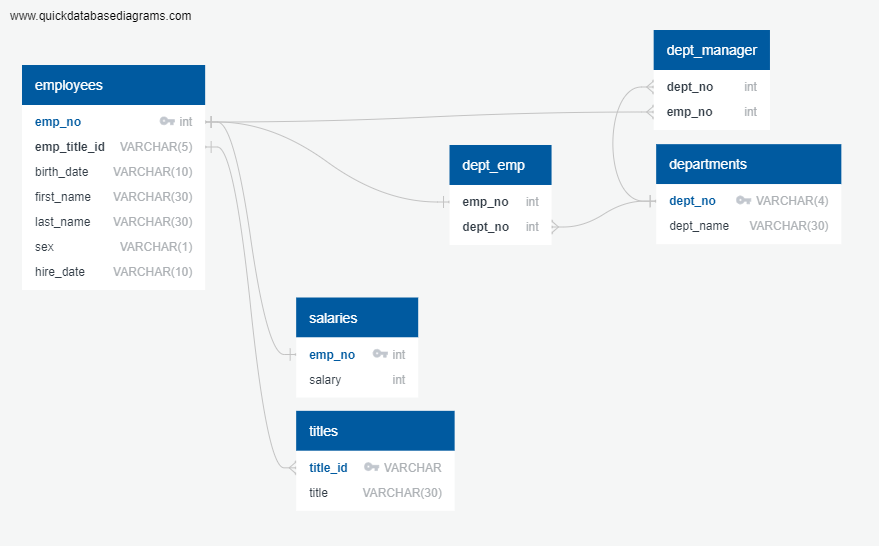 www.quickdatabasediagrams.com
employees
emp_no int
emp_title_id VARCHAR(5)
birth_date VARCHAR(10)
first_name VARCHAR(30)
last_name VARCHAR(30)
sex VARCHAR(1)
hire_date VARCHAR(10)
dept_manager
dept_no int
emp_no int
dept_emp
emp_no int
dept_no int
departments
dept_no VARCHAR(4)
dept_name VARCHAR(30)
salaries
emp_no int
salary int
titles
title_id VARCHAR
title VARCHAR(30)